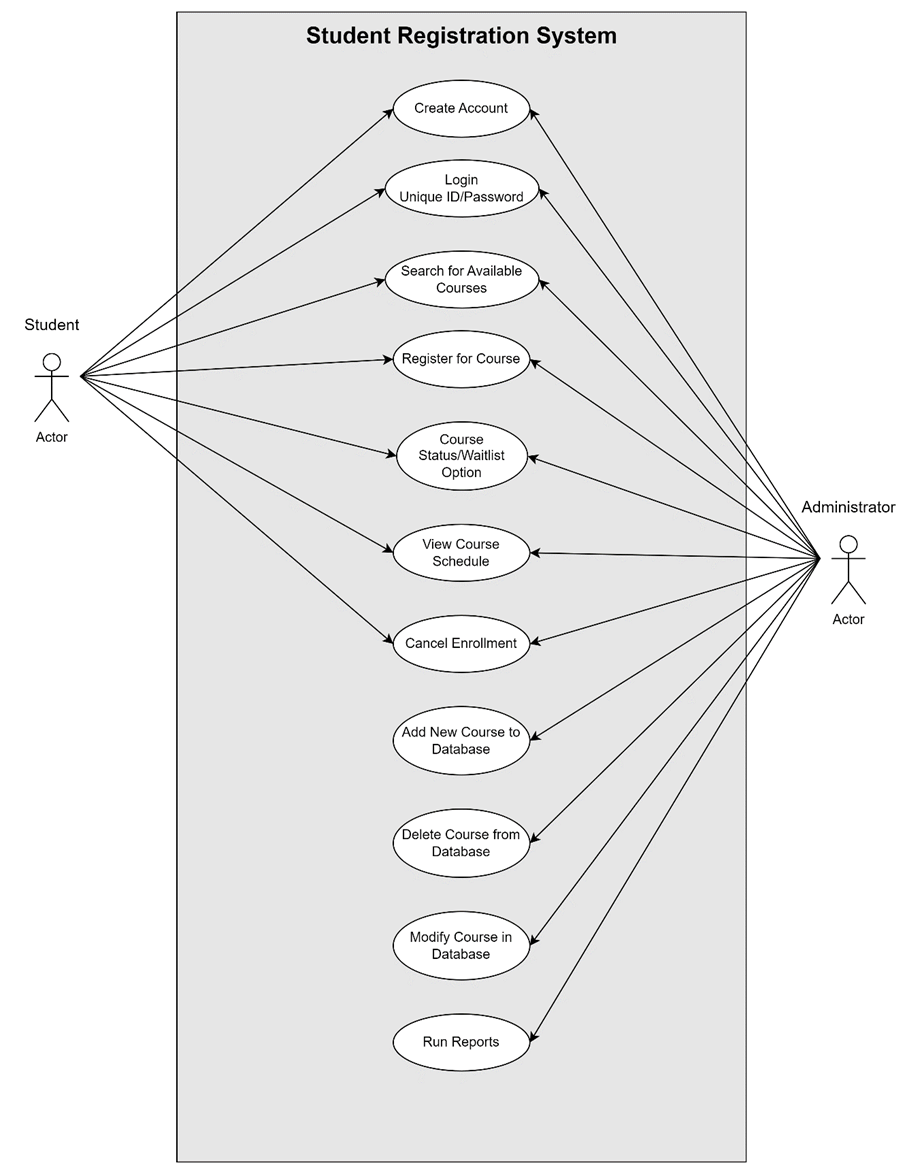 Student Registration System
Create Account
Login
Unique ID/Password
Search for Available
Courses
Student
Register for Course
Actor
Course
Status/Waitlist
Option
Administrator
View Course
Schedule
Actor
Cancel Enrollment
Add New Course to
Database
Delete Course from
Database
Modify Course in
Database
Run Reports